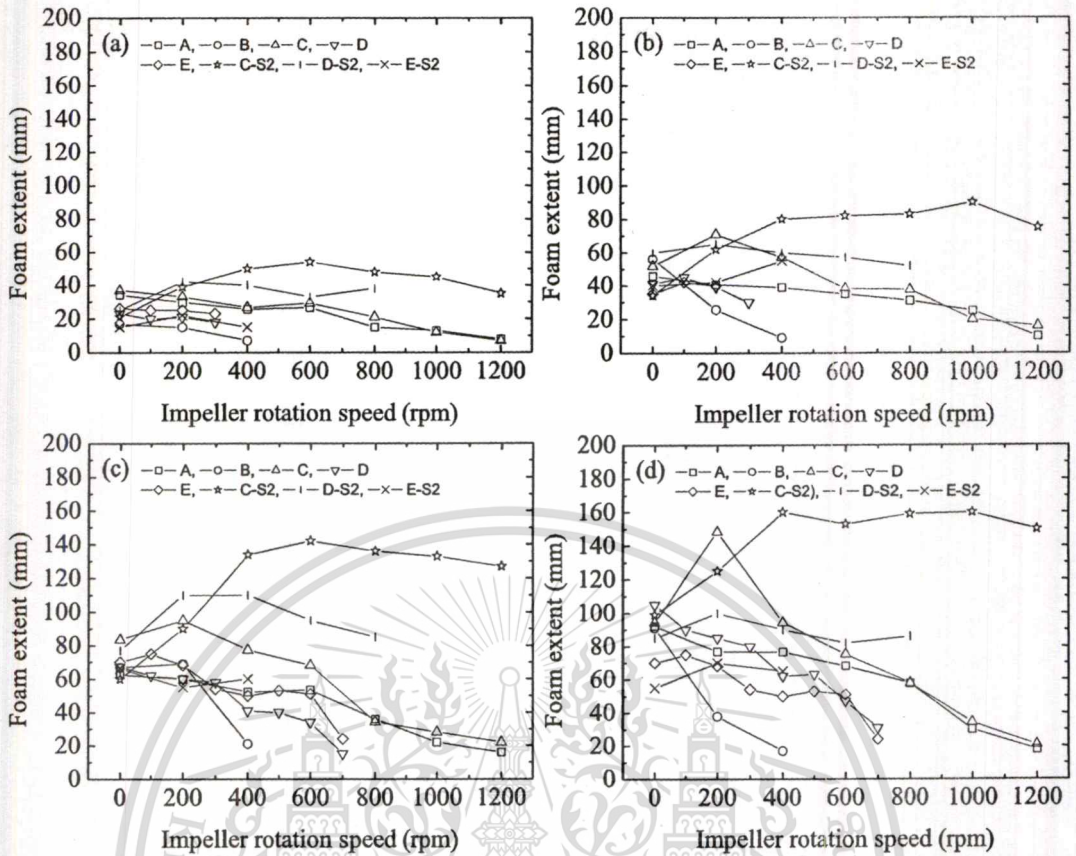 200
180
160
140
120
100
80
60
40
20
0
Foam extent (mm)
(a)
A, B, C, D
E, C-S2, D-S2, E-S2
0 200 400 600 800 1000 1200
Impeller rotation speed (rpm)
200
180
160
140
120
100
80
60
40
20
0
Foam extent (mm)
(b)
A, B, C, D
E, C-S2, D-S2, E-S2
0 200 400 600 800 1000 1200
Impeller rotation speed (rpm)
200
180
160
140
120
100
80
60
40
20
0
Foam extent (mm)
(c)
A, B, C, D
E, C-S2, D-S2, E-S2
0 200 400 600 800 1000 1200
Impeller rotation speed (rpm)
200
180
160
140
120
100
80
60
40
20
0
Foam extent (mm)
(d)
A, B, C, D
E, C-S2), D-S2, E-S2
0 200 400 600 800 1000 1200
Impeller rotation speed (rpm)